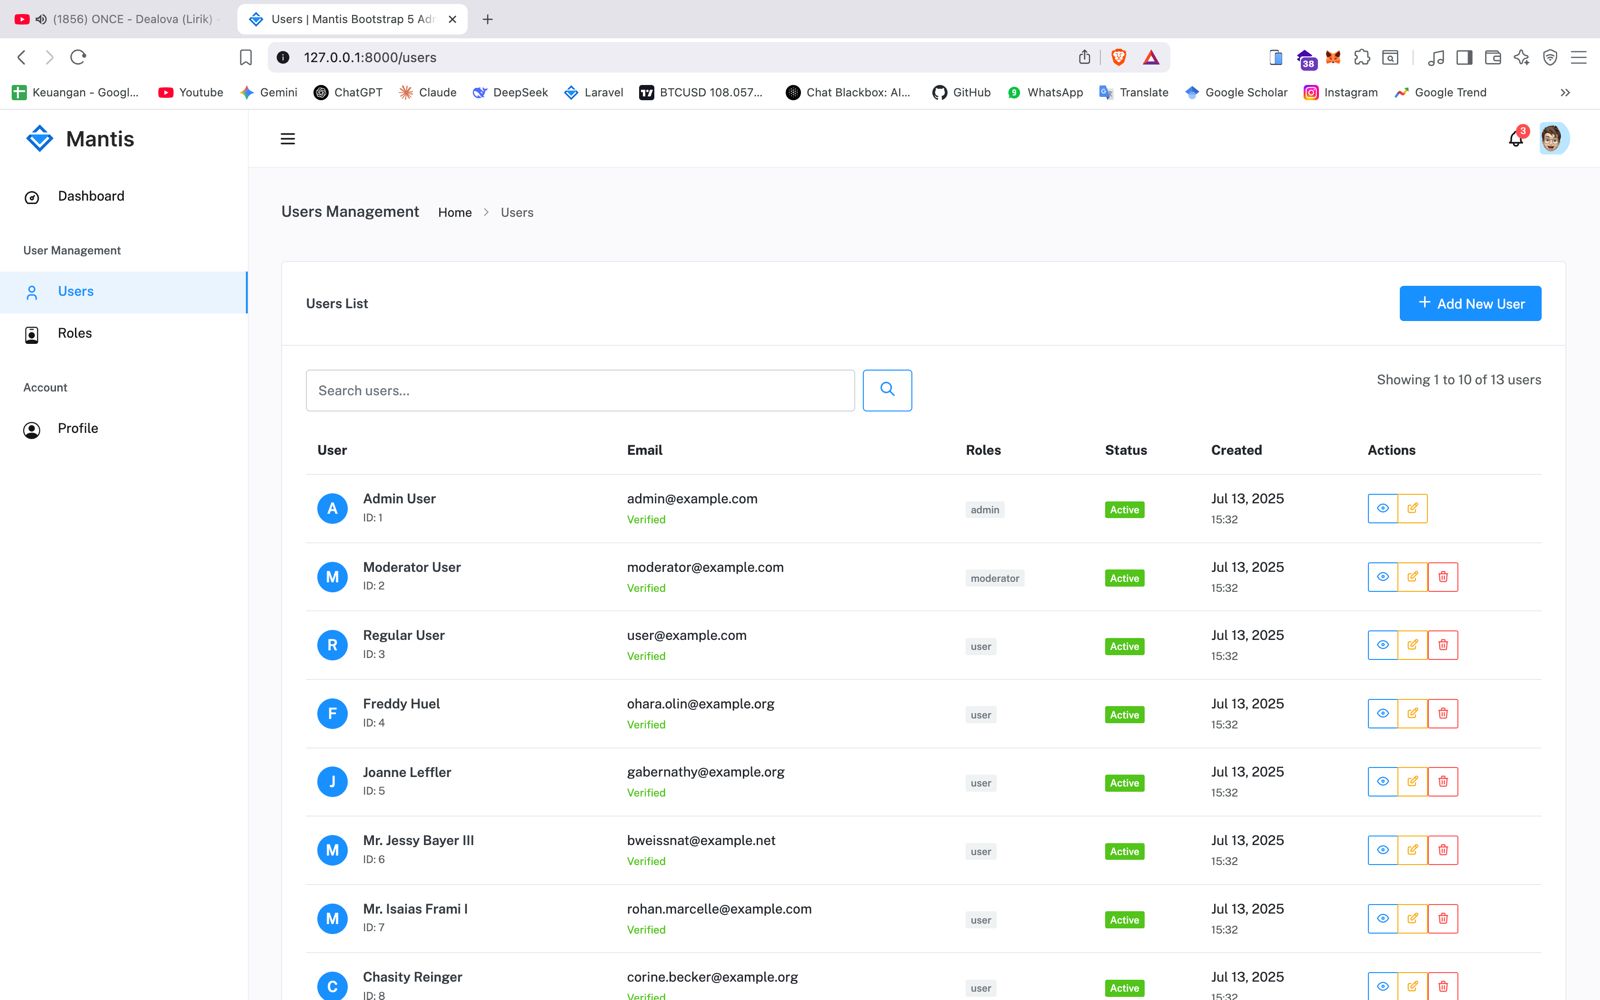 (1856) ONCE - Dealova (Lirik)
Users | Mantis Bootstrap 5 Ad
127.0.0.1:8000/users
38
Keuangan - Googl...
Youtube
Gemini
ChatGPT
Claude
DeepSeek
Laravel
BTCUSD 108.057...
Chat Blackbox: AI...
GitHub
WhatsApp
Translate
Google Scholar
Instagram
Google Trend
Mantis
3
Dashboard
User Management
Users
Roles
Account
Profile
Users Management Home > Users
Users List
+ Add New User
Search users...
Showing 1 to 10 of 13 users
User Email Roles Status Created Actions
A Admin User admin@example.com admin Active Jul 13, 2025
ID: 1 Verified 15:32
M Moderator User moderator@example.com moderator Active Jul 13, 2025
ID: 2 Verified 15:32
R Regular User user@example.com user Active Jul 13, 2025
ID: 3 Verified 15:32
F Freddy Huel ohara.olin@example.org user Active Jul 13, 2025
ID: 4 Verified 15:32
J Joanne Leffler gabernathy@example.org user Active Jul 13, 2025
ID: 5 Verified 15:32
M Mr. Jessy Bayer III bweissnat@example.net user Active Jul 13, 2025
ID: 6 Verified 15:32
M Mr. Isaias Frami I rohan.marcelle@example.com user Active Jul 13, 2025
ID: 7 Verified 15:32
C Chasity Reinger corine.becker@example.org user Active Jul 13, 2025
ID: 8 Verified 15:32